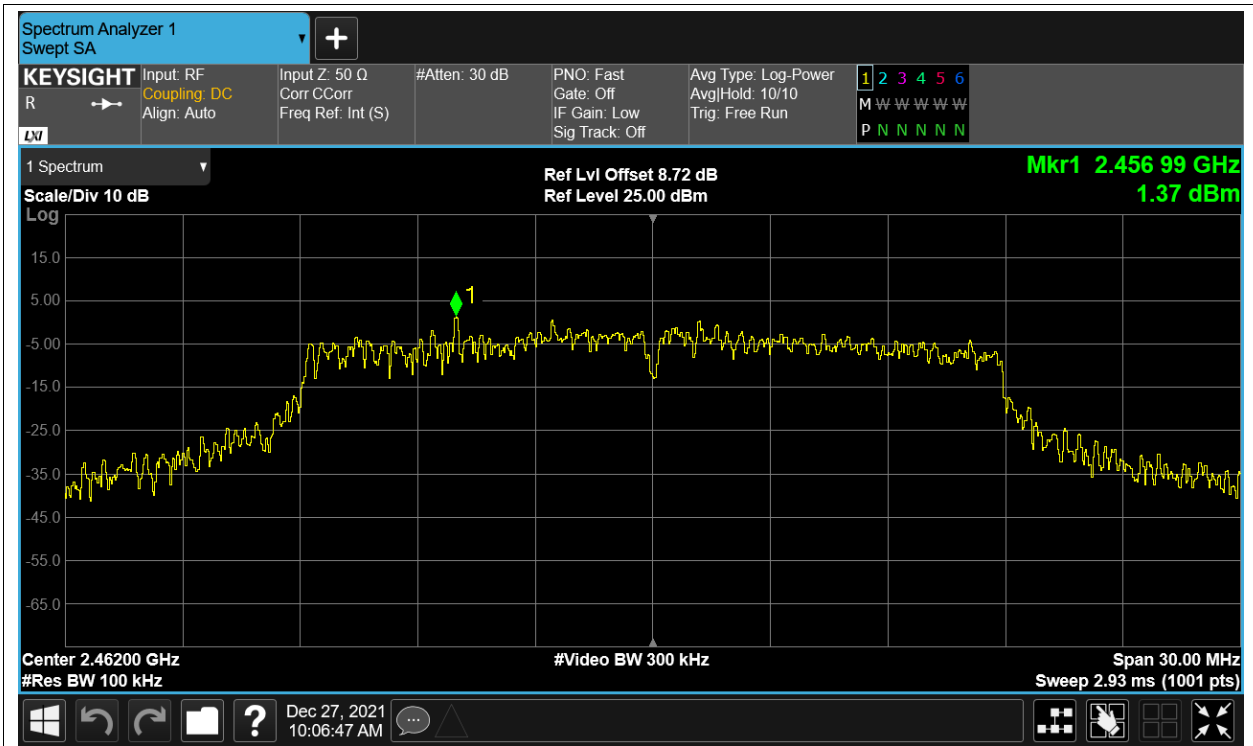 Spectrum Analyzer 1
Swept SA
KEYSIGHT
R
LXI
Input: RF
Coupling: DC
Align: Auto
Input Z: 50 Ω
Corr CCorr
Freq Ref: Int (S)
#Atten: 30 dB
PNO: Fast
Gate: Off
IF Gain: Low
Sig Track: Off
Avg Type: Log-Power
Avg|Hold: 10/10
Trig: Free Run
1 2 3 4 5 6
M W W W W W W
P N N N N N N
1 Spectrum
Scale/Div 10 dB
Log
Ref Lvl Offset 8.72 dB
Ref Level 25.00 dBm
Mkr1 2.456 99 GHz
1.37 dBm
15.0
5.00
-5.00
-15.0
-25.0
-35.0
-45.0
-55.0
-65.0
1
Center 2.46200 GHz
#Res BW 100 kHz
#Video BW 300 kHz
Span 30.00 MHz
Sweep 2.93 ms (1001 pts)
?
Dec 27, 2021
10:06:47 AM